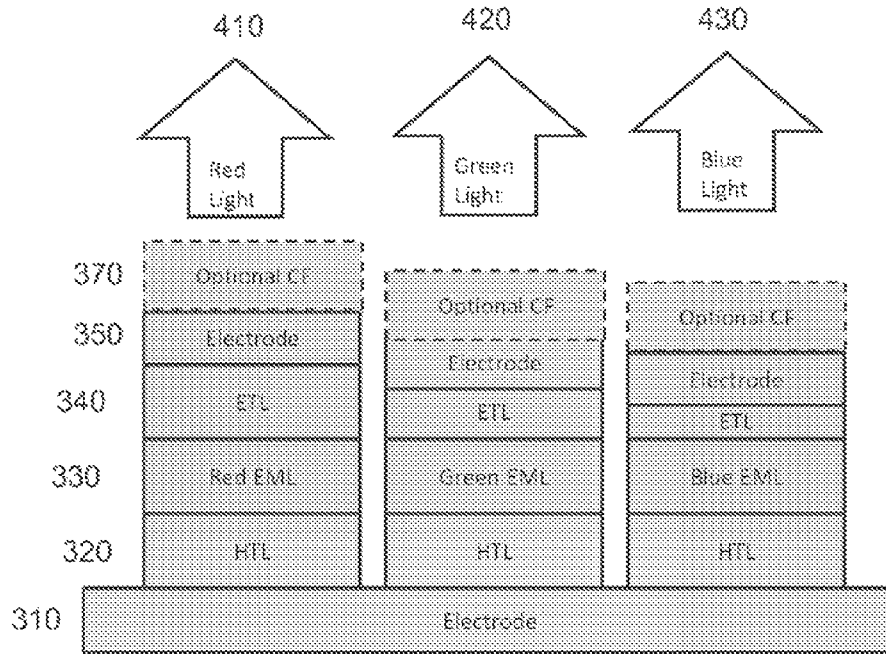 410 420 430
Red Light Green Light Blue Light
370 Optional CF Optional CF Optional CF
350 Electrode Electrode Electrode
340 ETL ETL ETL
330 Red EML Green EML Blue EML
320 HTL HTL HTL
310 Electrode